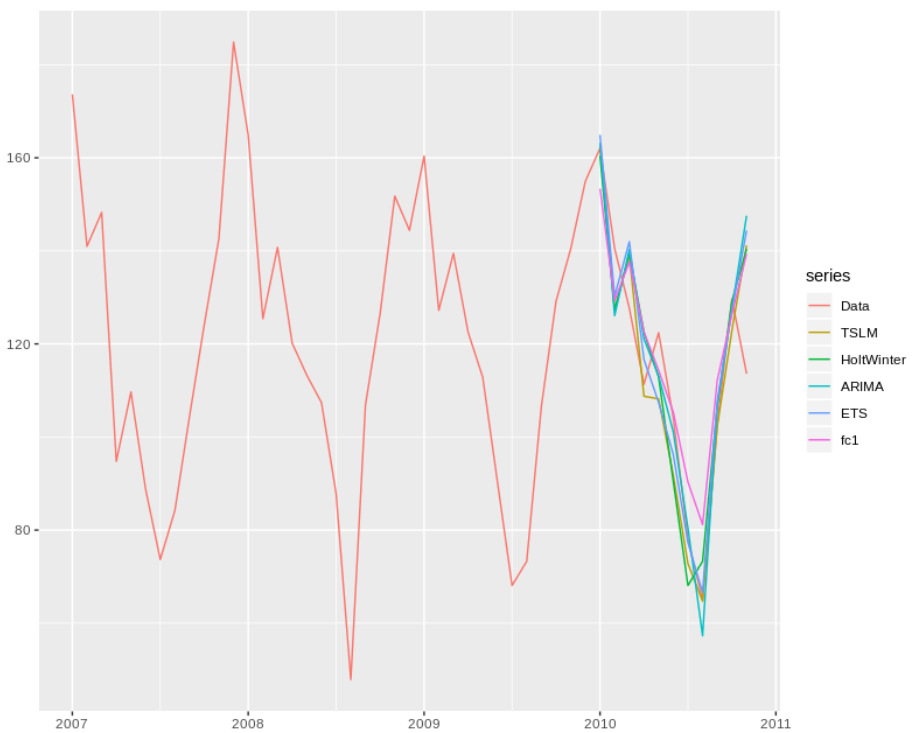 160
120
80
2007
2008
2009
2010
2011
series
Data
TSLM
HoltWinter
ARIMA
ETS
fc1